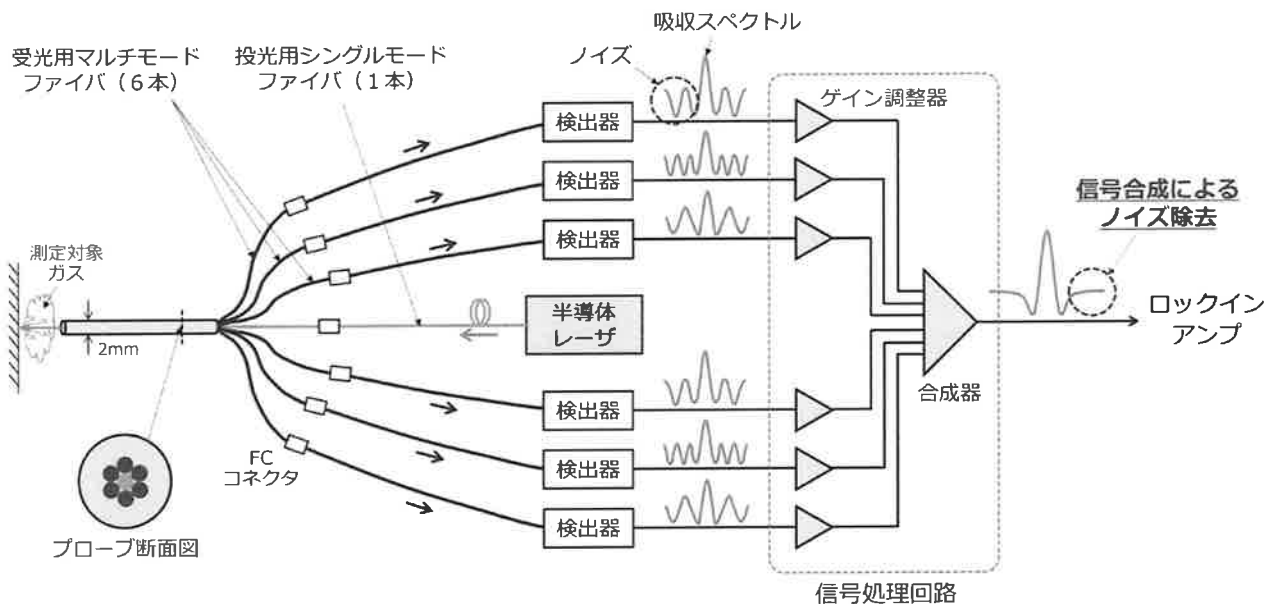 吸収スペクトル
ノイズ
受光用マルチモード
ファイバ（６本）
投光用シングルモード
ファイバ（１本）
ゲイン調整器
検出器
検出器
検出器
信号合成による
ノイズ除去
測定対象
ガス
2mm
半導体
レーザ
ロックイン
アンプ
合成器
検出器
検出器
検出器
FC
コネクタ
プローブ断面図
信号処理回路